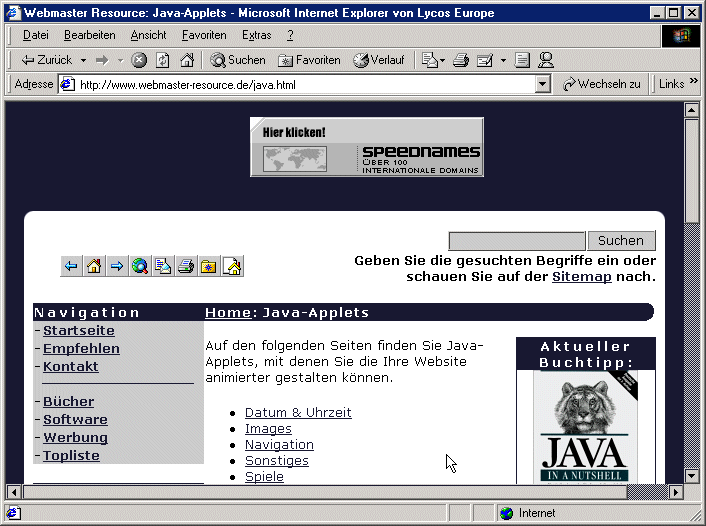 Webmaster Resource: Java-Applets - Microsoft Internet Explorer von Lycos Europe
Datei Bearbeiten Ansicht Favoriten Extras ?
Zurück Suchen Favoriten Verlauf
Adresse http://www.webmaster-resource.de/java.html Wechseln zu Links »
Hier klicken!
SPEEDNAMES
ÜBER 100
INTERNATIONALE DOMAINS
Suchen
Geben Sie die gesuchten Begriffe ein oder
schauen Sie auf der Sitemap nach.
Navigation
-Startseite
-Empfehlen
-Kontakt
-Bücher
-Software
-Werbung
-Topliste
Home: Java-Applets
Auf den folgenden Seiten finden Sie Java-
Applets, mit denen Sie die Ihre Website
animierter gestalten können.
• Datum & Uhrzeit
• Images
• Navigation
• Sonstiges
• Spiele
Aktueller
Buchtipp:
JAVA
IN A NUTSHELL
Internet